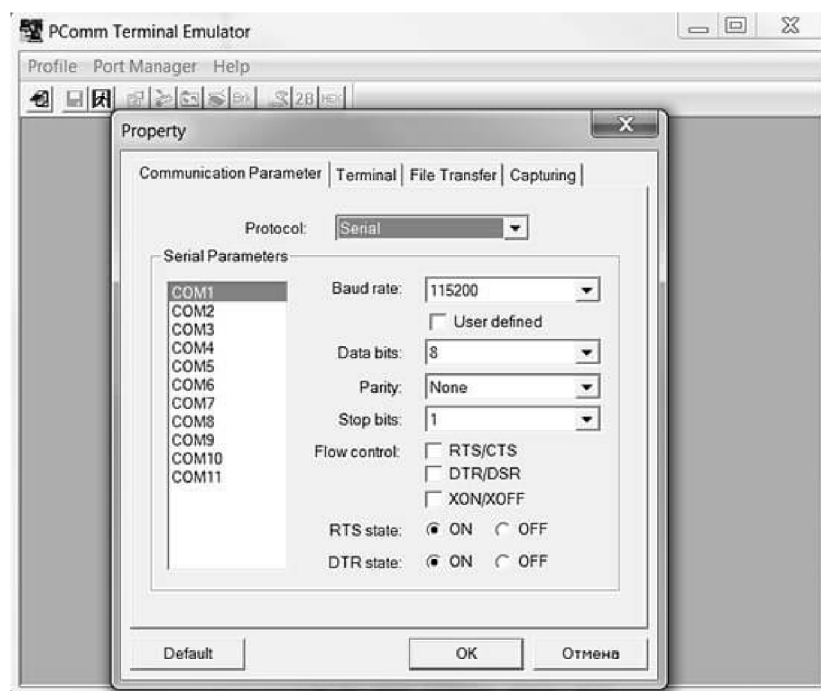 PComm Terminal Emulator
Profile Port Manager Help
Brk 28 HEX
Property
Communication Parameter Terminal File Transfer Capturing
Protocol: Serial
Serial Parameters
COM1
COM2
COM3
COM4
COM5
COM6
COM7
COM8
COM9
COM10
COM11
Baud rate: 115200
User defined
Data bits: 8
Parity: None
Stop bits: 1
Flow control: RTS/CTS
DTR/DSR
XON/XOFF
RTS state: ON OFF
DTR state: ON OFF
Default OK Отмена